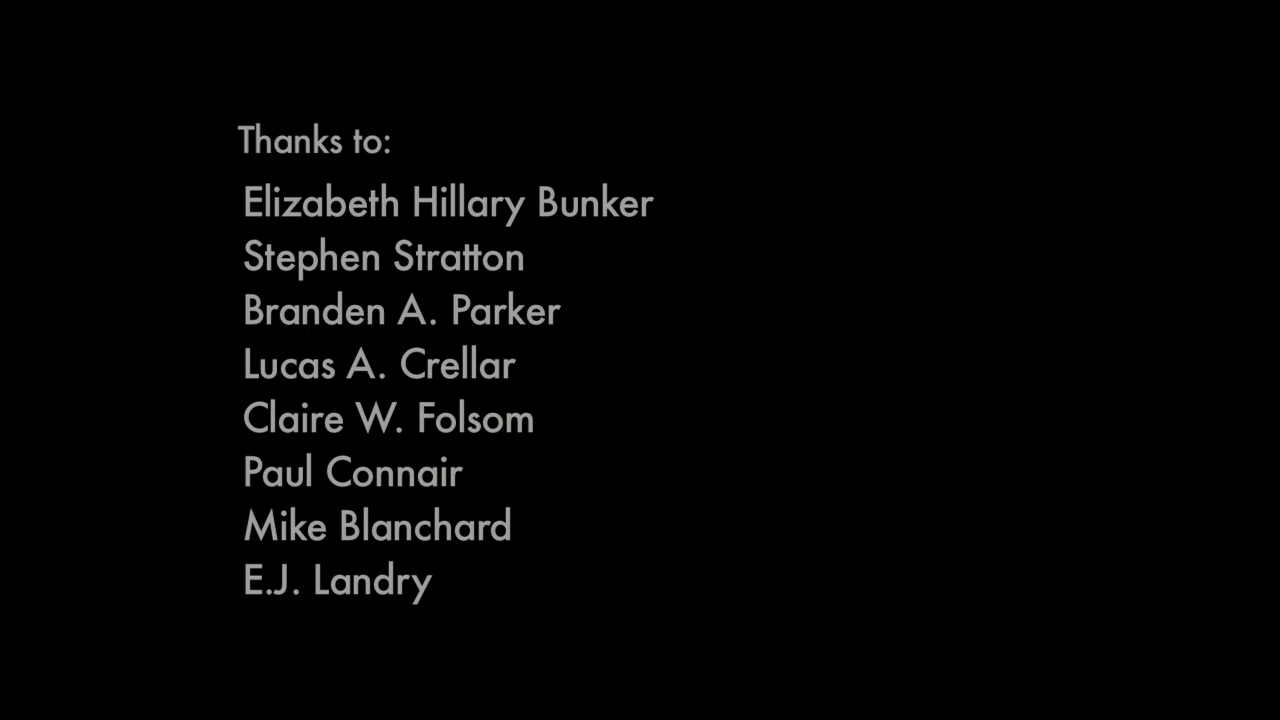 Thanks to:
Elizabeth Hillary Bunker
Stephen Stratton
Branden A. Parker
Lucas A. Crellar
Claire W. Folsom
Paul Connair
Mike Blanchard
E.J. Landry